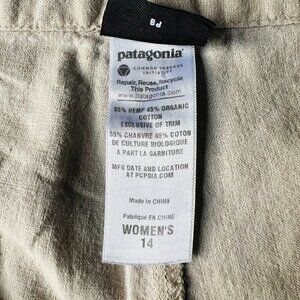 P8
patagonia®
COMMON THREADS
INITIATIVE
Repair, Reuse, Recycle
This Product
www.patagonia.com
55% HEMP 45% ORGANIC
COTTON
EXCLUSIVE OF TRIM
55% CHANVRE 45% COTON
DE CULTURE BIOLOGIQUE
A PART LA GARNITURE
MFG DATE AND LOCATION
AT PCPSIA.COM
Made in CHINA
Fabriqué EN CHINE
WOMEN'S
14